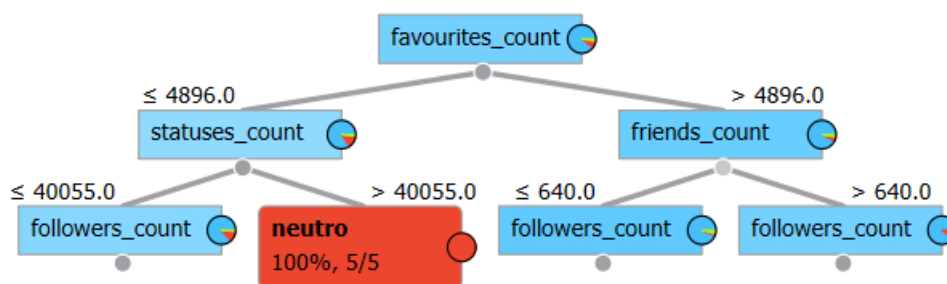 favourites_count
≤ 4896.0
> 4896.0
statuses_count
friends_count
≤ 40055.0
> 40055.0
≤ 640.0
> 640.0
followers_count
neutro
100%, 5/5
followers_count
followers_count